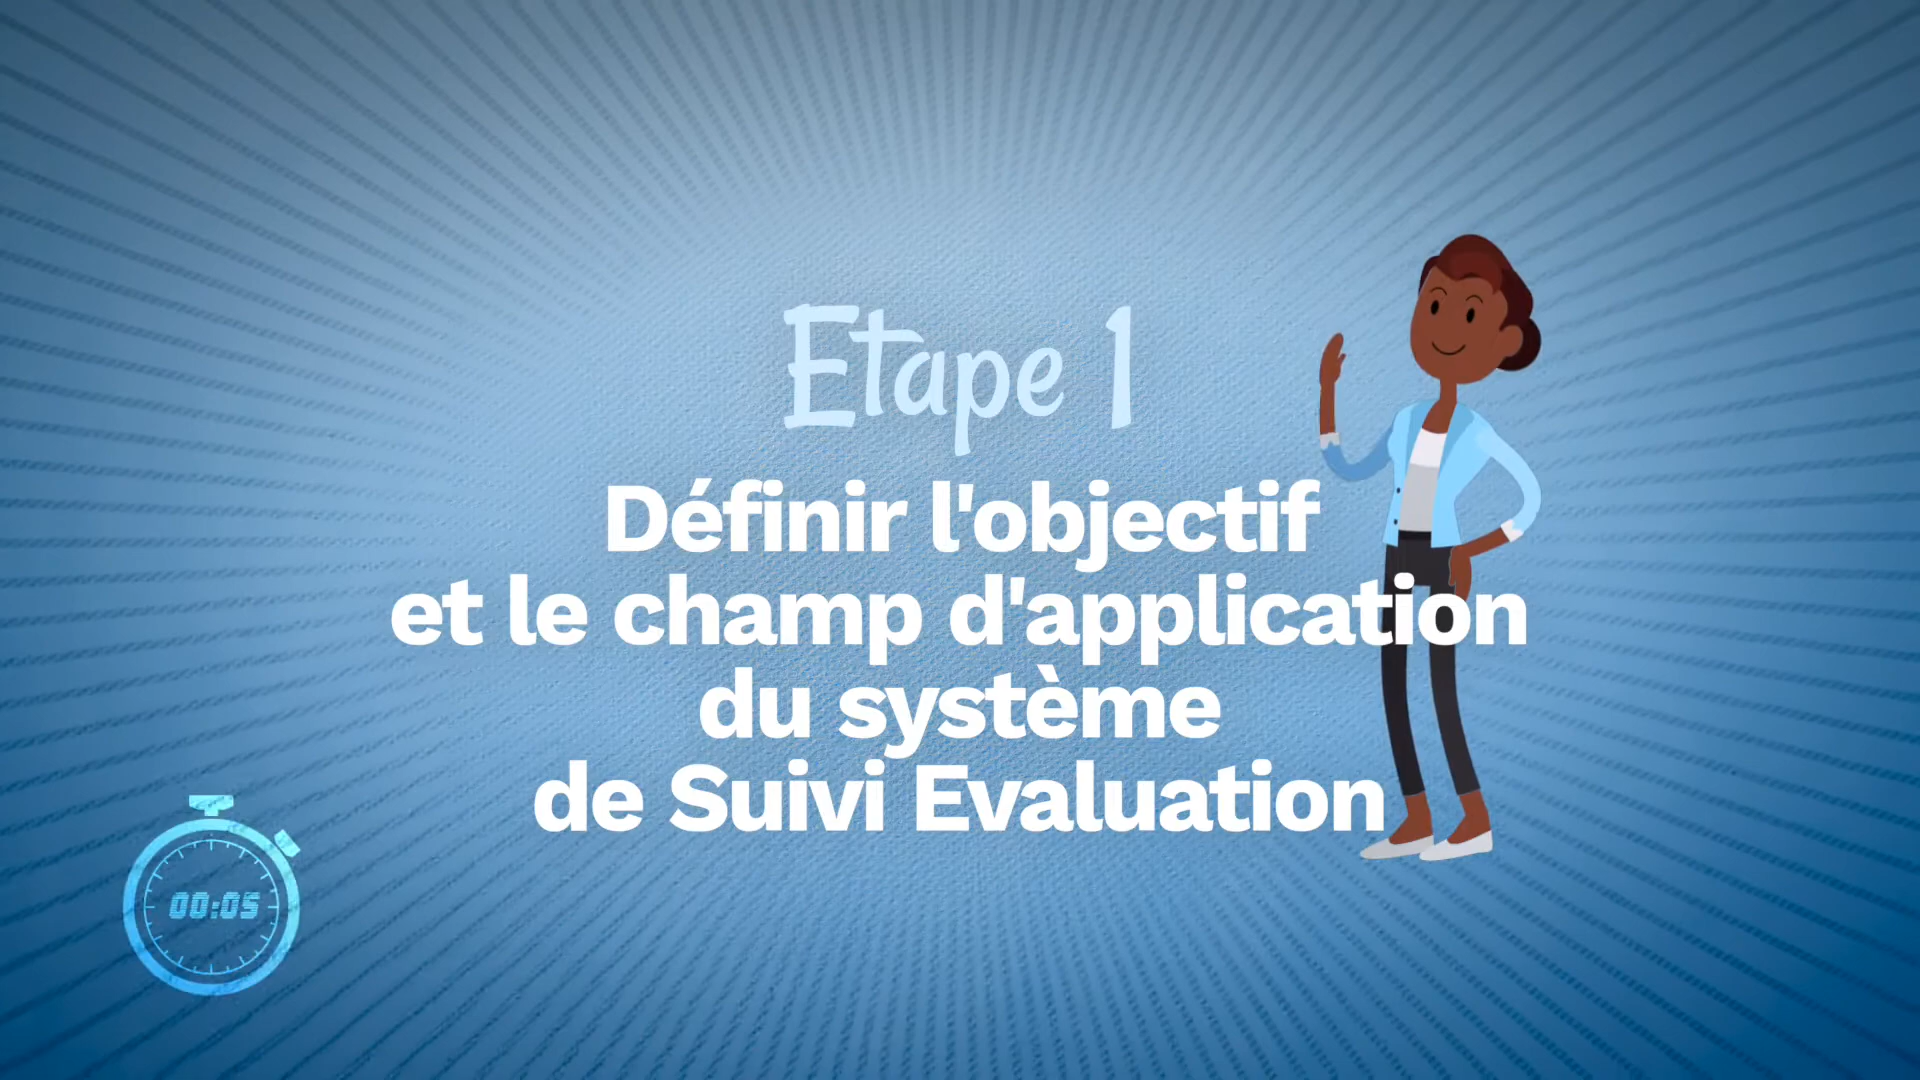 Etape 1
Définir l'objectif
et le champ d'application
du système
de Suivi Evaluation
00:05